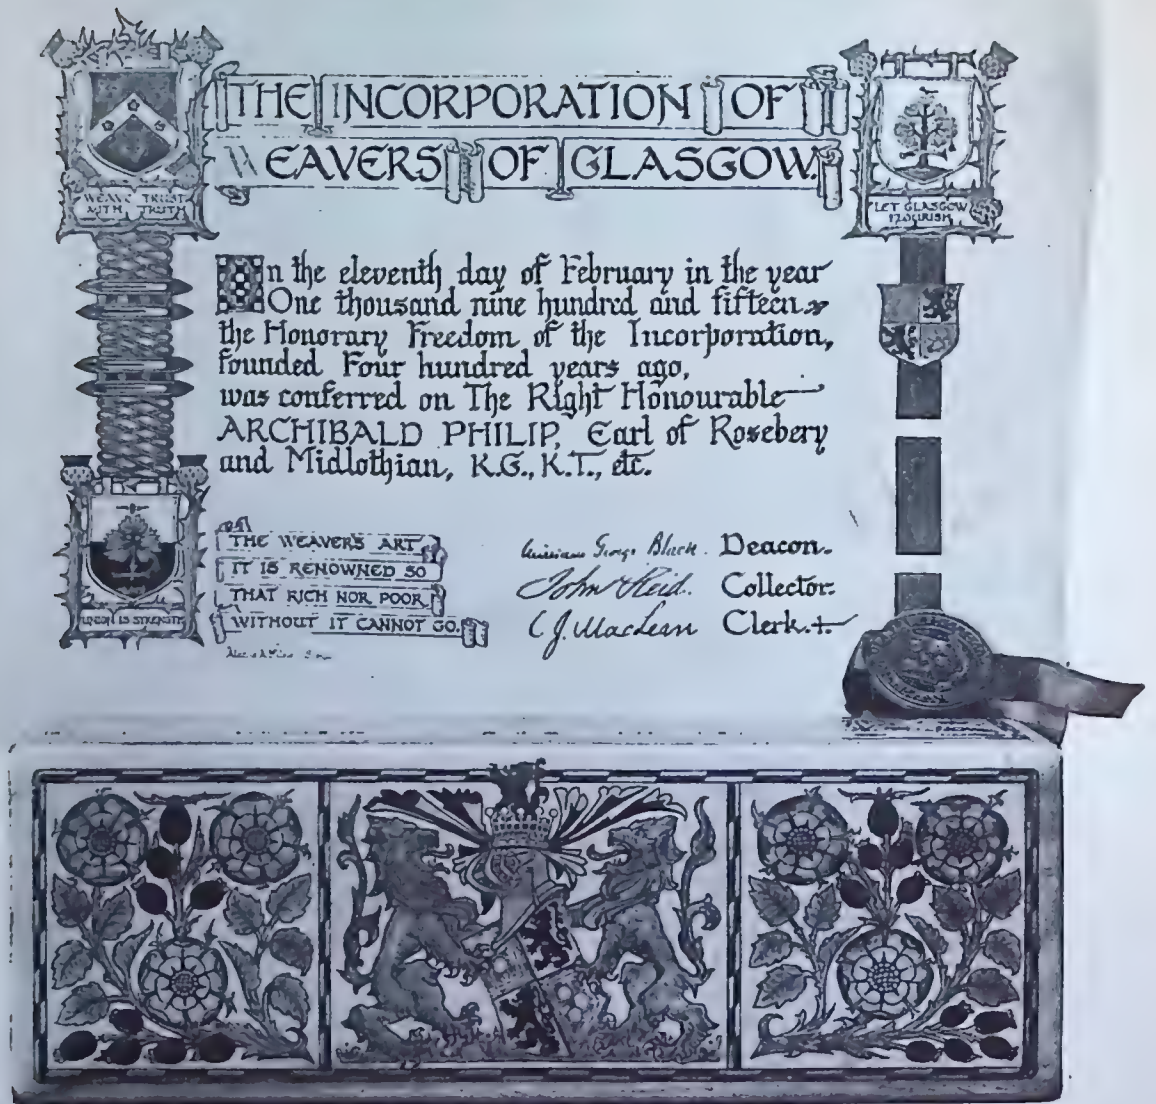 THE INCORPORATION OF
WEAVERS OF GLASGOW.
WEAVE TRUST
WITH TRUTH
LET GLASGOW
FLOURISH
On the eleventh day of February in the year
One thousand nine hundred and fifteen
the Honorary Freedom of the Incorporation,
founded Four hundred years ago,
was conferred on The Right Honourable
ARCHIBALD PHILIP, Earl of Rosebery
and Midlothian, K.G., K.T., etc.
THE WEAVER'S ART
IT IS RENOWNED SO
THAT RICH NOR POOR
WITHOUT IT CANNOT GO.
William George Black. Deacon.
John Reid. Collector.
C J. MacLean Clerk.
UNION IS STRENGTH